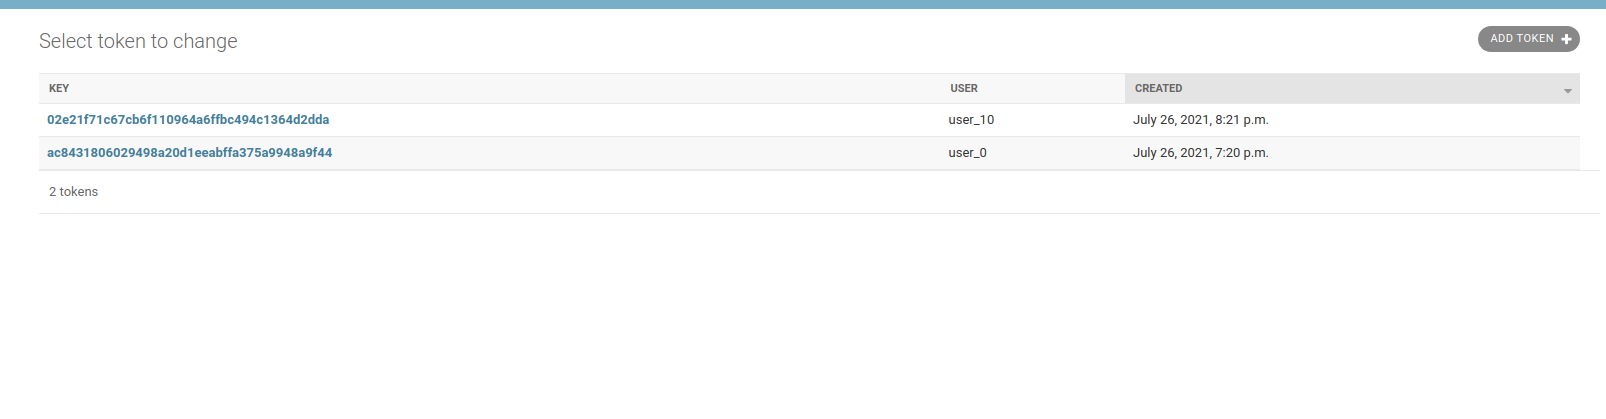 Select token to change
ADD TOKEN
KEY USER CREATED
02e21f71c67cb6f110964a6ffbc494c1364d2dda user_10 July 26, 2021, 8:21 p.m.
ac8431806029498a20d1eeabffa375a9948a9f44 user_0 July 26, 2021, 7:20 p.m.
2 tokens